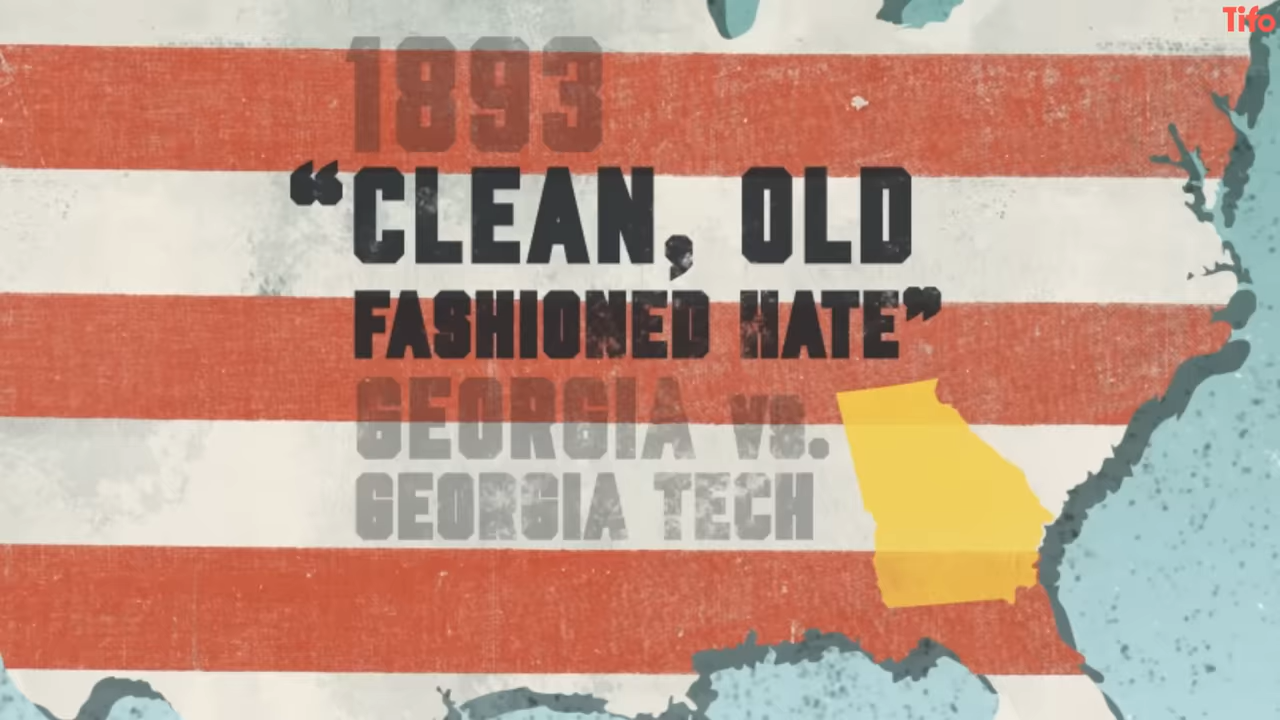 Tifo
1893
“CLEAN, OLD
FASHIONED HATE”
GEORGIA VS.
GEORGIA TECH